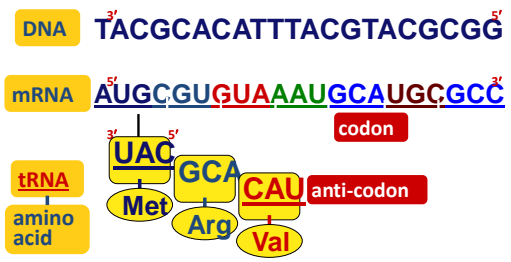 3′ 5′
DNA TACGCACATTTACGTACGCGG
5′ 3′
mRNA AUGCGUGUAAAUGCAUGCGCC
codon
3′ 5′
UAC GCA CAU anti-codon
tRNA
Met Arg Val
amino
acid